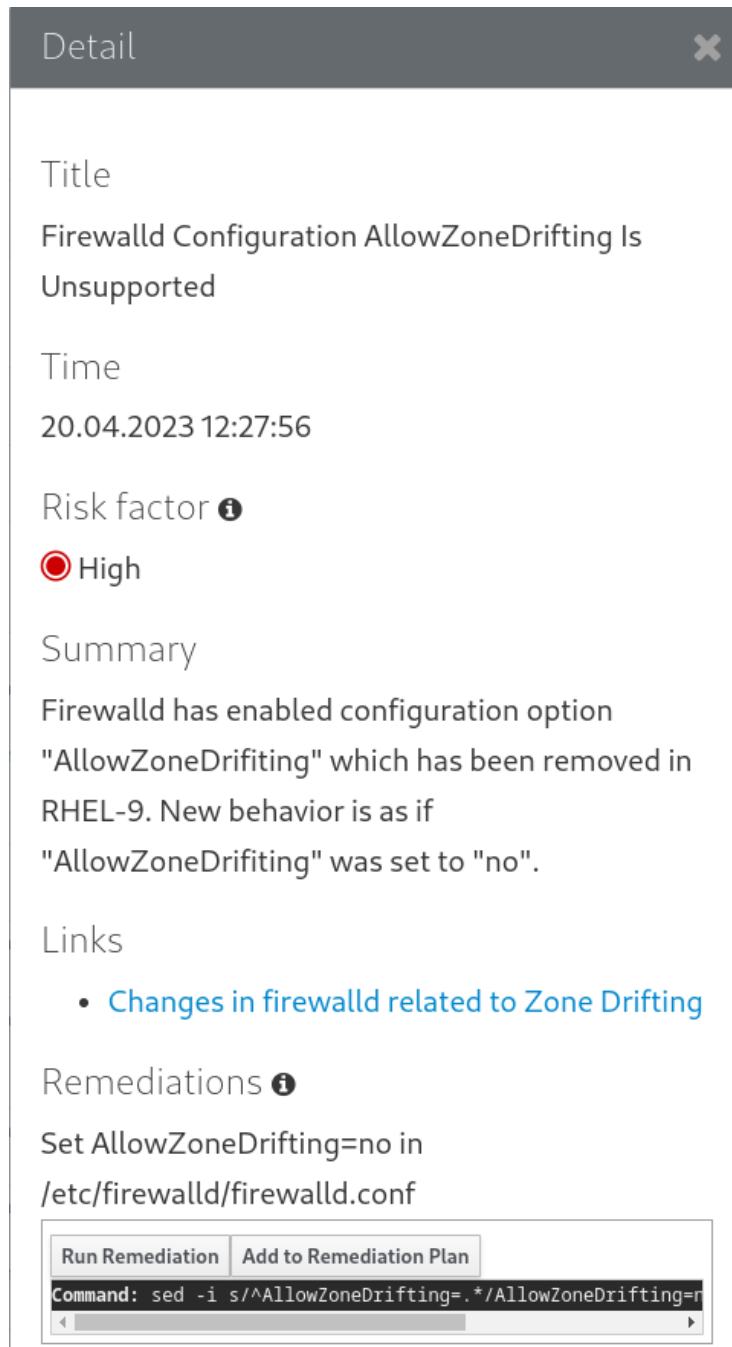 Detail
Title
Firewalld Configuration AllowZoneDrifting Is
Unsupported
Time
20.04.2023 12:27:56
Risk factor
High
Summary
Firewalld has enabled configuration option
"AllowZoneDrifiting" which has been removed in
RHEL-9. New behavior is as if
"AllowZoneDrifiting" was set to "no".
Links
• Changes in firewalld related to Zone Drifting
Remediations
Set AllowZoneDrifting=no in
/etc/firewalld/firewalld.conf
Run Remediation Add to Remediation Plan
Command: sed -i s/^AllowZoneDrifting=.*/AllowZoneDrifting=n